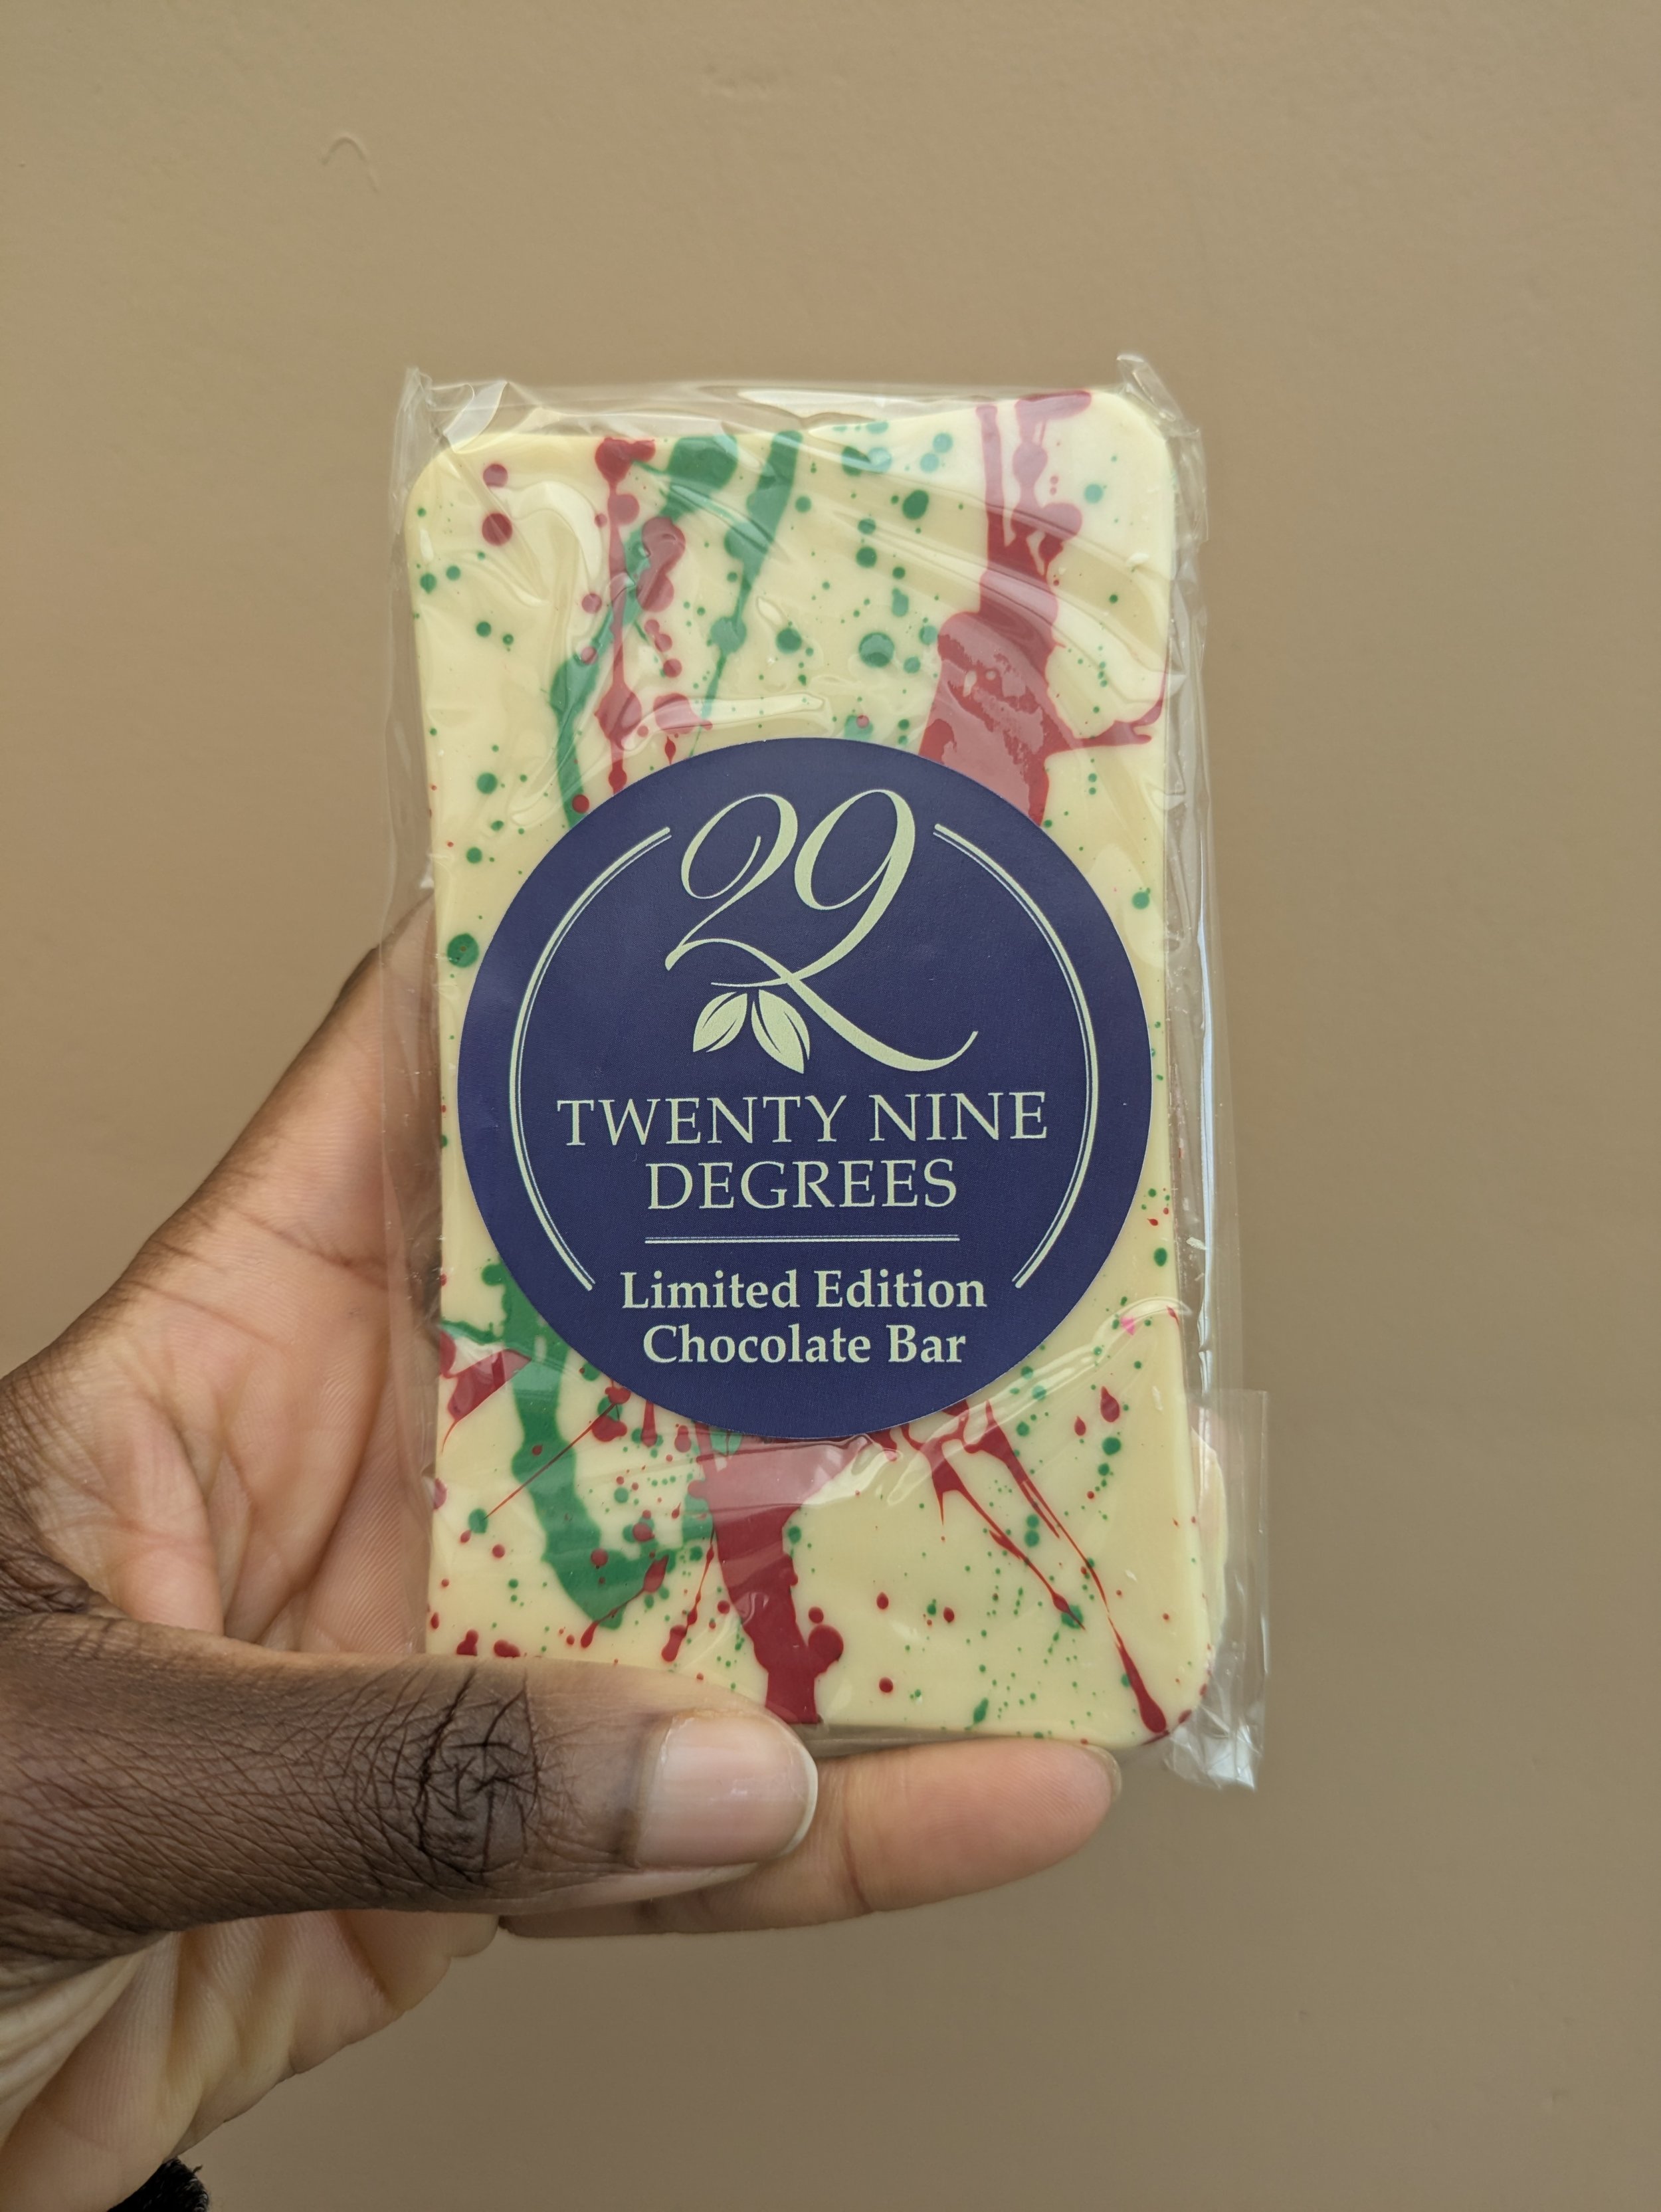 29
TWENTY NINE
DEGREES
Limited Edition
Chocolate Bar